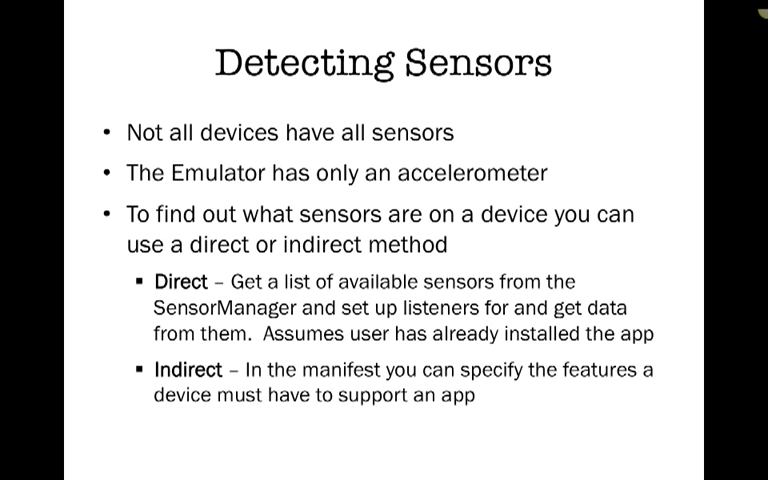 Detecting Sensors
• Not all devices have all sensors
• The Emulator has only an accelerometer
• To find out what sensors are on a device you can
use a direct or indirect method
▪ Direct – Get a list of available sensors from the
SensorManager and set up listeners for and get data
from them.  Assumes user has already installed the app
▪ Indirect – In the manifest you can specify the features a
device must have to support an app